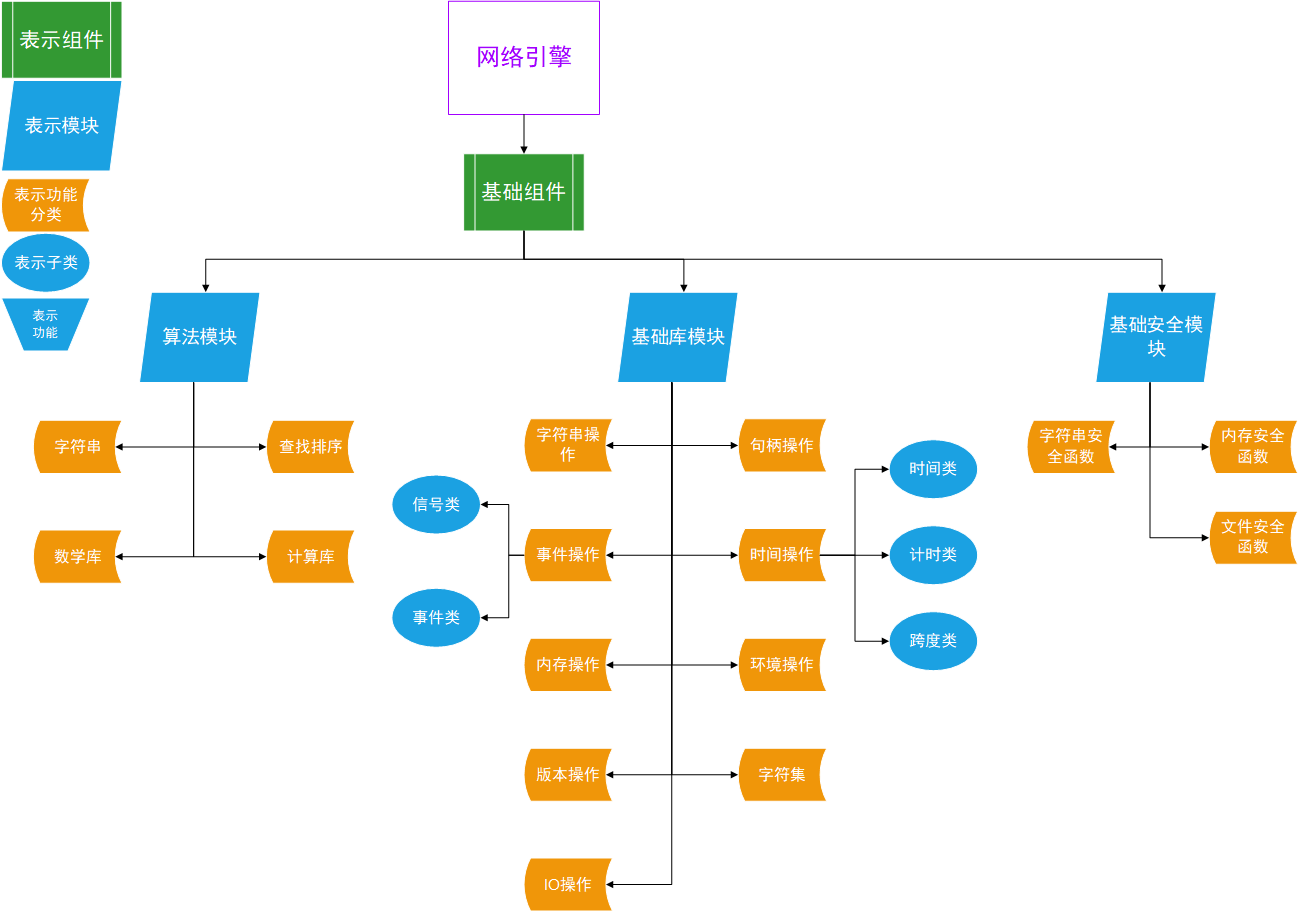 表示组件
表示模块
表示功能
分类
表示子类
表示
功能
网络引擎
基础组件
算法模块
基础库模块
基础安全模
块
字符串
查找排序
数学库
计算库
字符串操
作
句柄操作
信号类
事件类
事件操作
时间操作
时间类
计时类
跨度类
内存操作
环境操作
版本操作
字符集
IO操作
字符串安
全函数
内存安全
函数
文件安全
函数